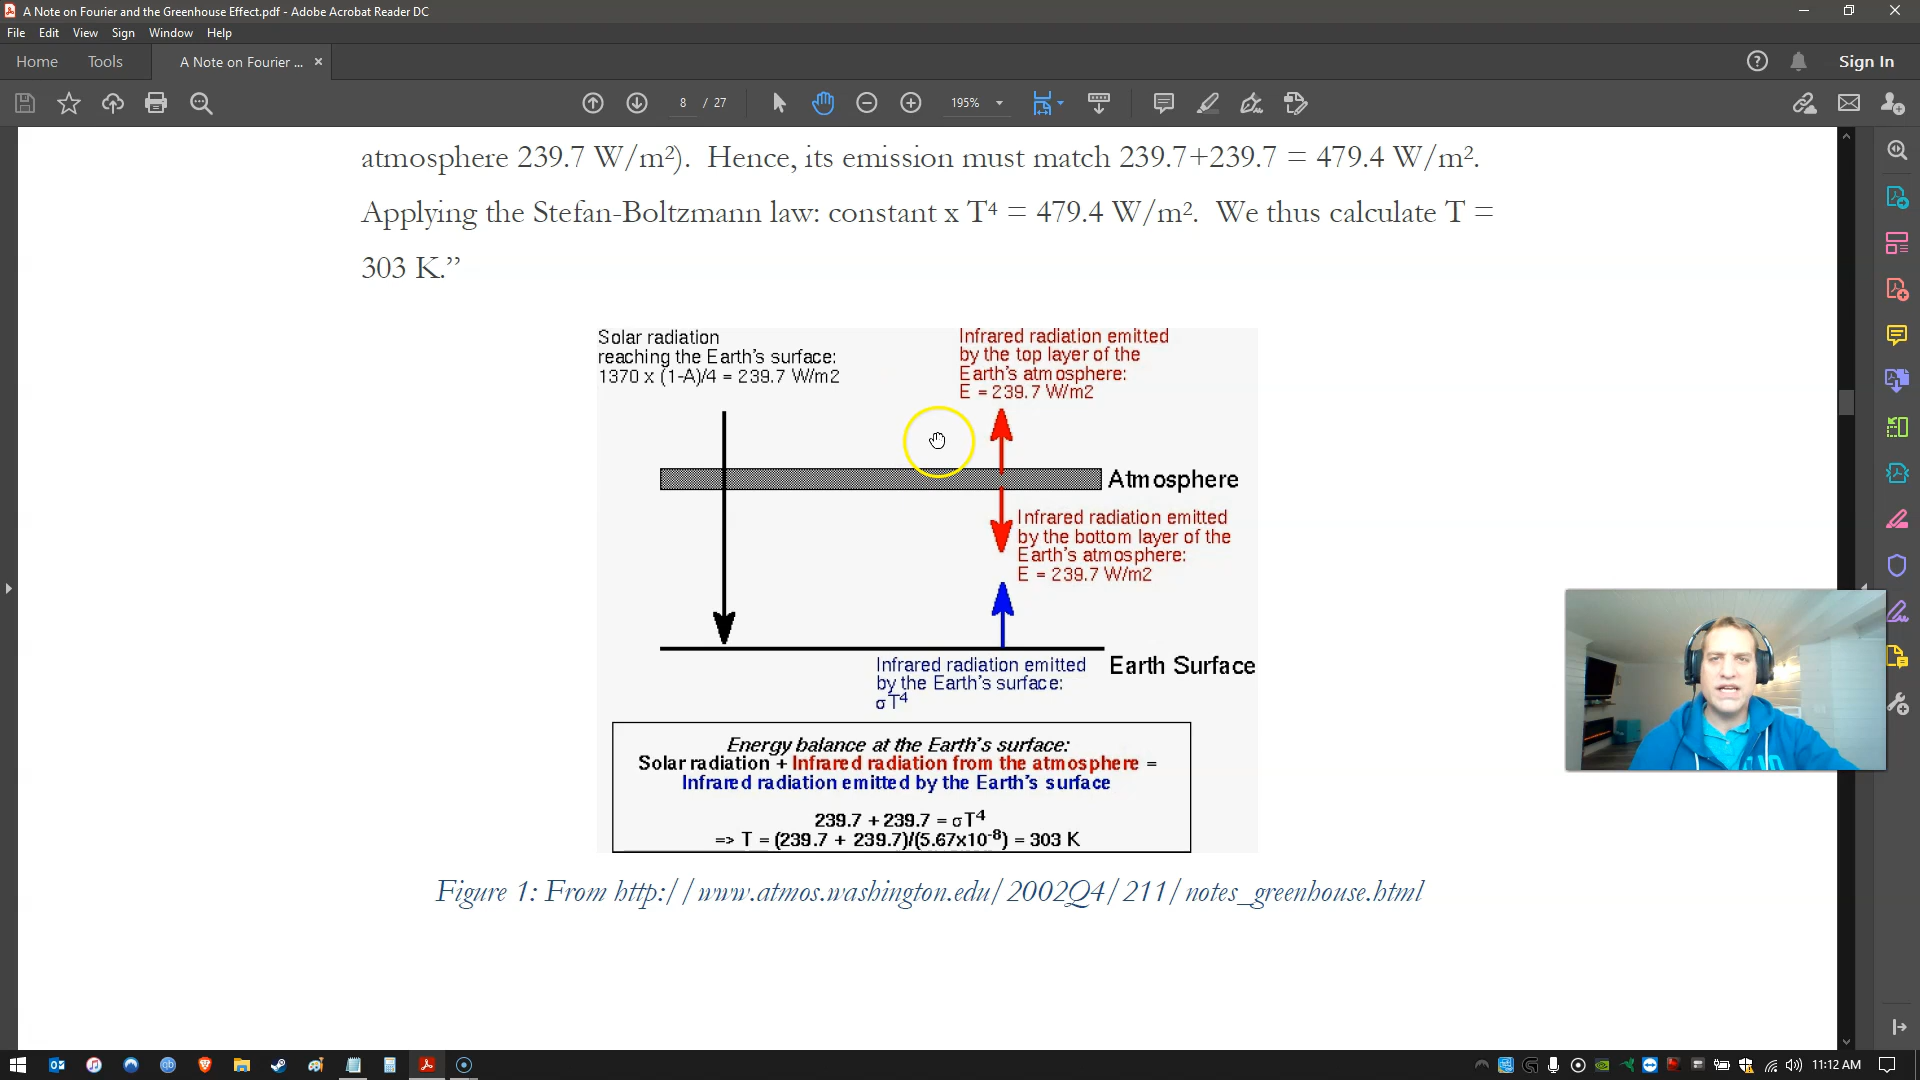 A Note on Fourier and the Greenhouse Effect.pdf - Adobe Acrobat Reader DC
File Edit View Sign Window Help
Home Tools A Note on Fourier ... × Sign In
8 / 27 195%
atmosphere 239.7 W/m²). Hence, its emission must match 239.7+239.7 = 479.4 W/m².
Applying the Stefan-Boltzmann law: constant x T⁴ = 479.4 W/m². We thus calculate T =
303 K.”
Solar radiation
reaching the Earth's surface:
1370 x (1-A)/4 = 239.7 W/m2
Infrared radiation emitted
by the top layer of the
Earth's atmosphere:
E = 239.7 W/m2
Atmosphere
Infrared radiation emitted
by the bottom layer of the
Earth's atmosphere:
E = 239.7 W/m2
Infrared radiation emitted
by the Earth's surface:
σT⁴
Earth Surface
Energy balance at the Earth's surface:
Solar radiation + Infrared radiation from the atmosphere =
Infrared radiation emitted by the Earth's surface
239.7 + 239.7 = σT⁴
=> T = (239.7 + 239.7)/(5.67x10⁻⁸) = 303 K
Figure 1: From http://www.atmos.washington.edu/2002Q4/211/notes_greenhouse.html
11:12 AM